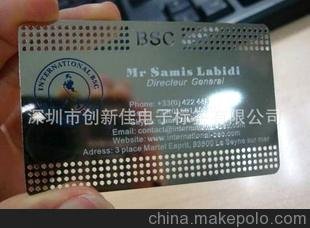 BSC
INTERNATIONAL BSC
Mr Samis Labidi
Directeur General
Phone: +33(0)422 44
深圳市创新佳电子标签有限公司
Email: contact@international
Website: www.international-bsc.com
Adress: 3 place Martel Esprit, 83500 La Seyne sur mer
china.makepolo.com